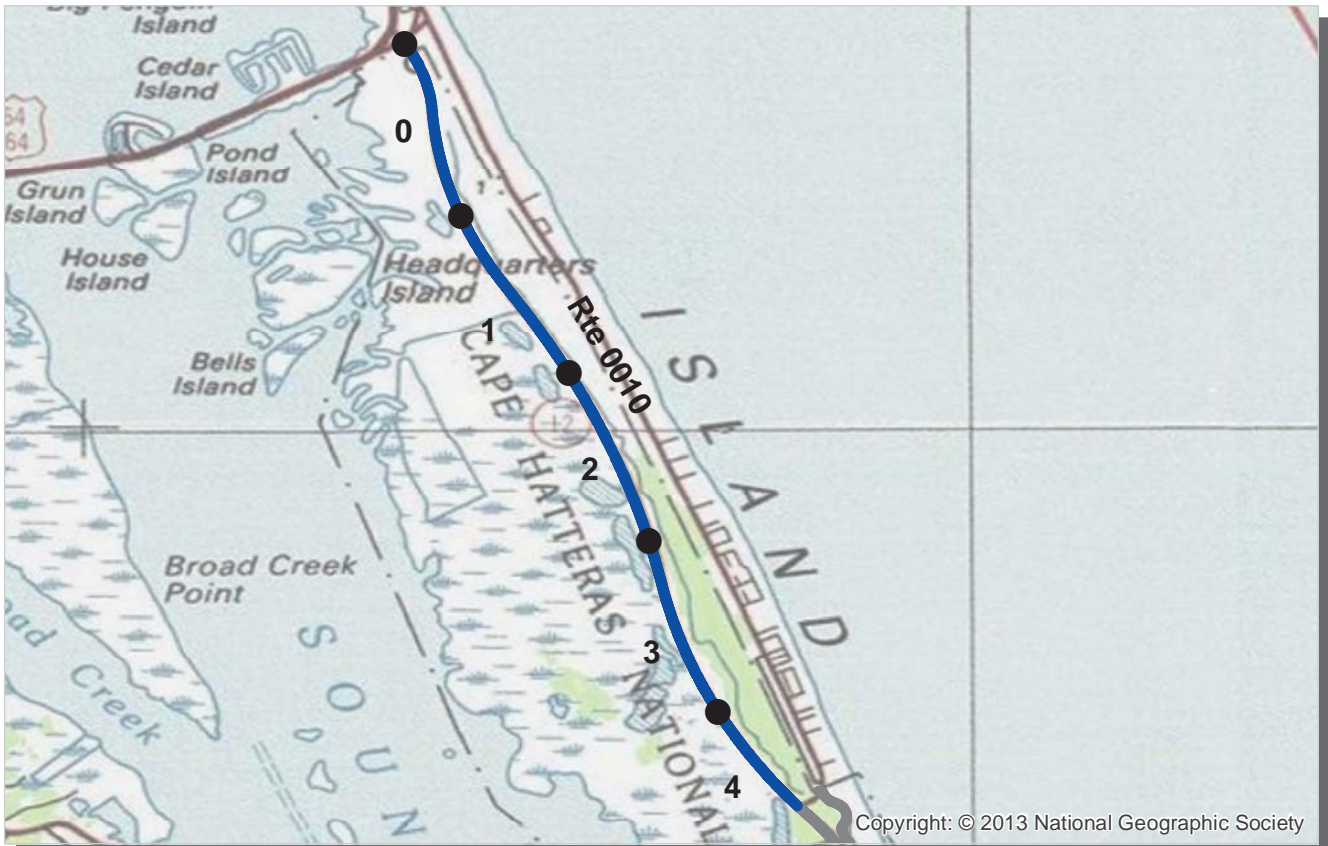 Island
Cedar
Island
64
64
0
Pond
Island
Grun
Island
House
Island
Headquarters
Island
Rte 0010
1
Bells
Island
CAPE
ISLAND
12
2
HATTERAS
Broad Creek
Point
3
Creek
NATIONAL
4
Copyright: © 2013 National Geographic Society